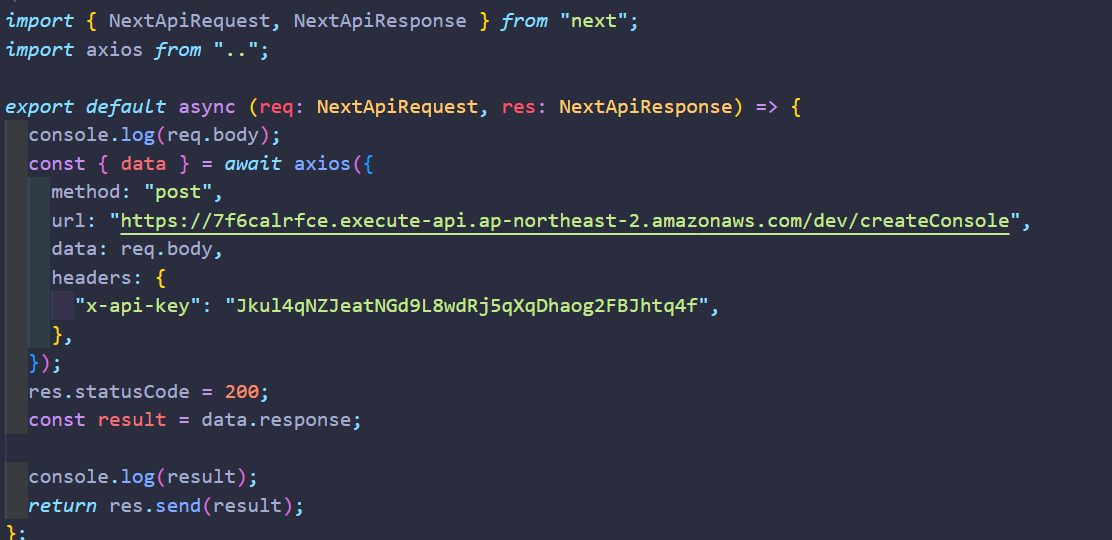 import { NextApiRequest, NextApiResponse } from "next";
import axios from "..";
export default async (req: NextApiRequest, res: NextApiResponse) => {
console.log(req.body);
const { data } = await axios({
method: "post",
url: "https://7f6calrfce.execute-api.ap-northeast-2.amazonaws.com/dev/createConsole",
data: req.body,
headers: {
"x-api-key": "Jkul4qNZJeatNGd9L8wdRj5qXqDhaog2FBJhtq4f",
},
});
res.statusCode = 200;
const result = data.response;
console.log(result);
return res.send(result);
};